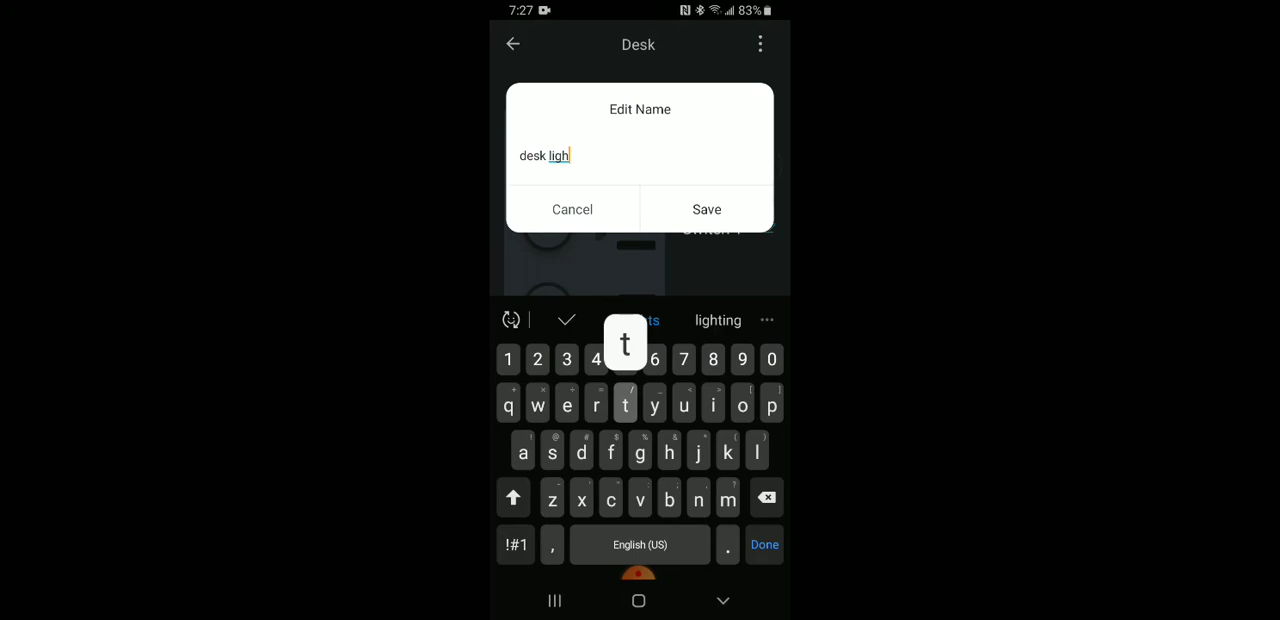 7:27 83%
Desk
Edit Name
desk ligh
Cancel Save
ts lighting ...
t
1 2 3 4 6 7 8 9 0
+ × ÷ = / _ < > [ ]
q w e r t y u i o p
! @ # $ % & * ( )
a s d f g h j k l
- ' " : ; , ?
z x c v b n m
!#1 , English (US) . Done